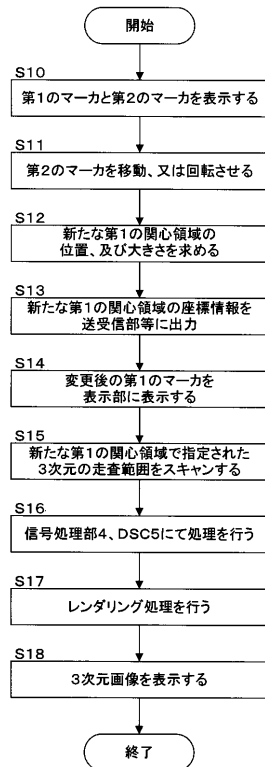 開始
S10
第1のマーカと第2のマーカを表示する
S11
第2のマーカを移動、又は回転させる
S12
新たな第1の関心領域の
位置、及び大きさを求める
S13
新たな第1の関心領域の座標情報を
送受信部等に出力
S14
変更後の第1のマーカを
表示部に表示する
S15
新たな第1の関心領域で指定された
3次元の走査範囲をスキャンする
S16
信号処理部4、DSC5にて処理を行う
S17
レンダリング処理を行う
S18
3次元画像を表示する
終了